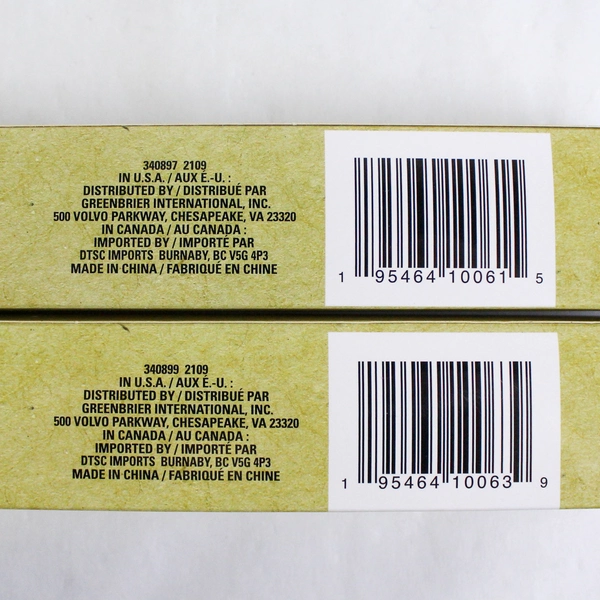 340897 2109
IN U.S.A. / AUX É.-U. :
DISTRIBUTED BY / DISTRIBUÉ PAR
GREENBRIER INTERNATIONAL, INC.
500 VOLVO PARKWAY, CHESAPEAKE, VA 23320
IN CANADA / AU CANADA :
IMPORTED BY / IMPORTÉ PAR
DTSC IMPORTS BURNABY, BC V5G 4P3
MADE IN CHINA / FABRIQUÉ EN CHINE
1 95464 10061 5
340899 2109
IN U.S.A. / AUX É.-U. :
DISTRIBUTED BY / DISTRIBUÉ PAR
GREENBRIER INTERNATIONAL, INC.
500 VOLVO PARKWAY, CHESAPEAKE, VA 23320
IN CANADA / AU CANADA :
IMPORTED BY / IMPORTÉ PAR
DTSC IMPORTS BURNABY, BC V5G 4P3
MADE IN CHINA / FABRIQUÉ EN CHINE
1 95464 10063 9